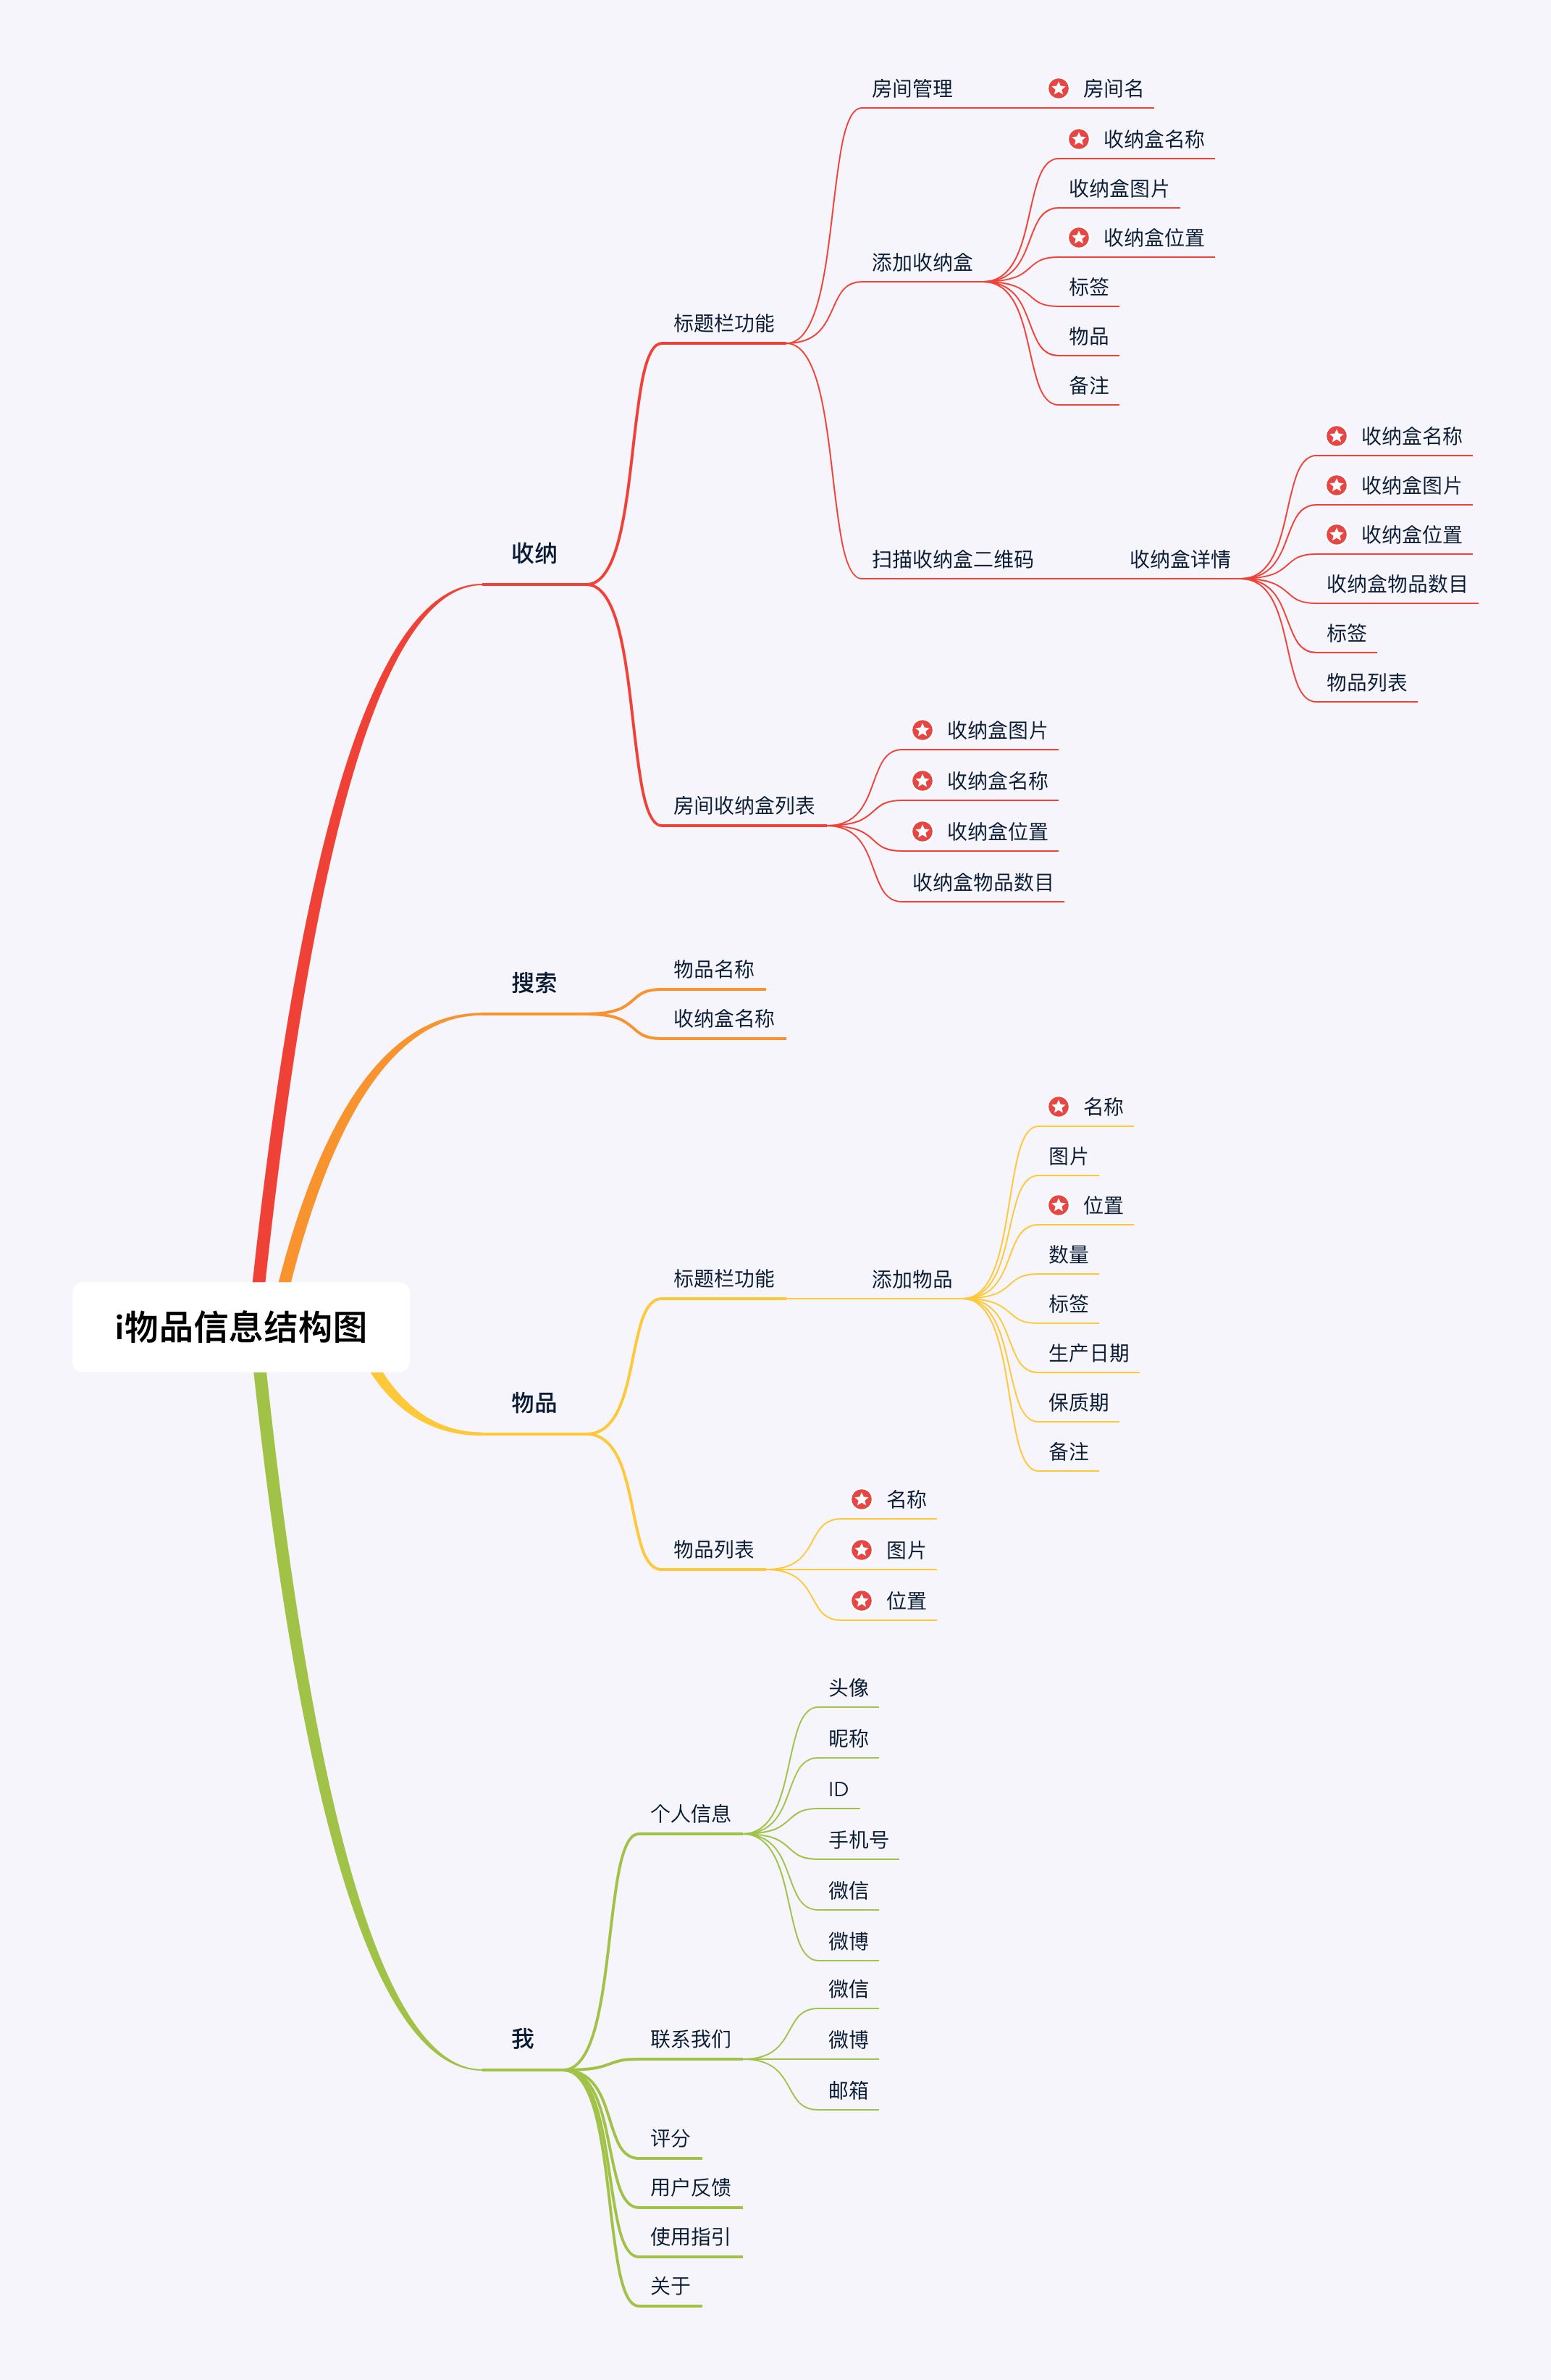 i物品信息结构图
收纳
标题栏功能
房间管理
房间名
添加收纳盒
收纳盒名称
收纳盒图片
收纳盒位置
标签
物品
备注
扫描收纳盒二维码
收纳盒详情
收纳盒名称
收纳盒图片
收纳盒位置
收纳盒物品数目
标签
物品列表
房间收纳盒列表
收纳盒图片
收纳盒名称
收纳盒位置
收纳盒物品数目
搜索
物品名称
收纳盒名称
物品
标题栏功能
添加物品
名称
图片
位置
数量
标签
生产日期
保质期
备注
物品列表
名称
图片
位置
我
个人信息
头像
昵称
ID
手机号
微信
微博
联系我们
微信
微博
邮箱
评分
用户反馈
使用指引
关于